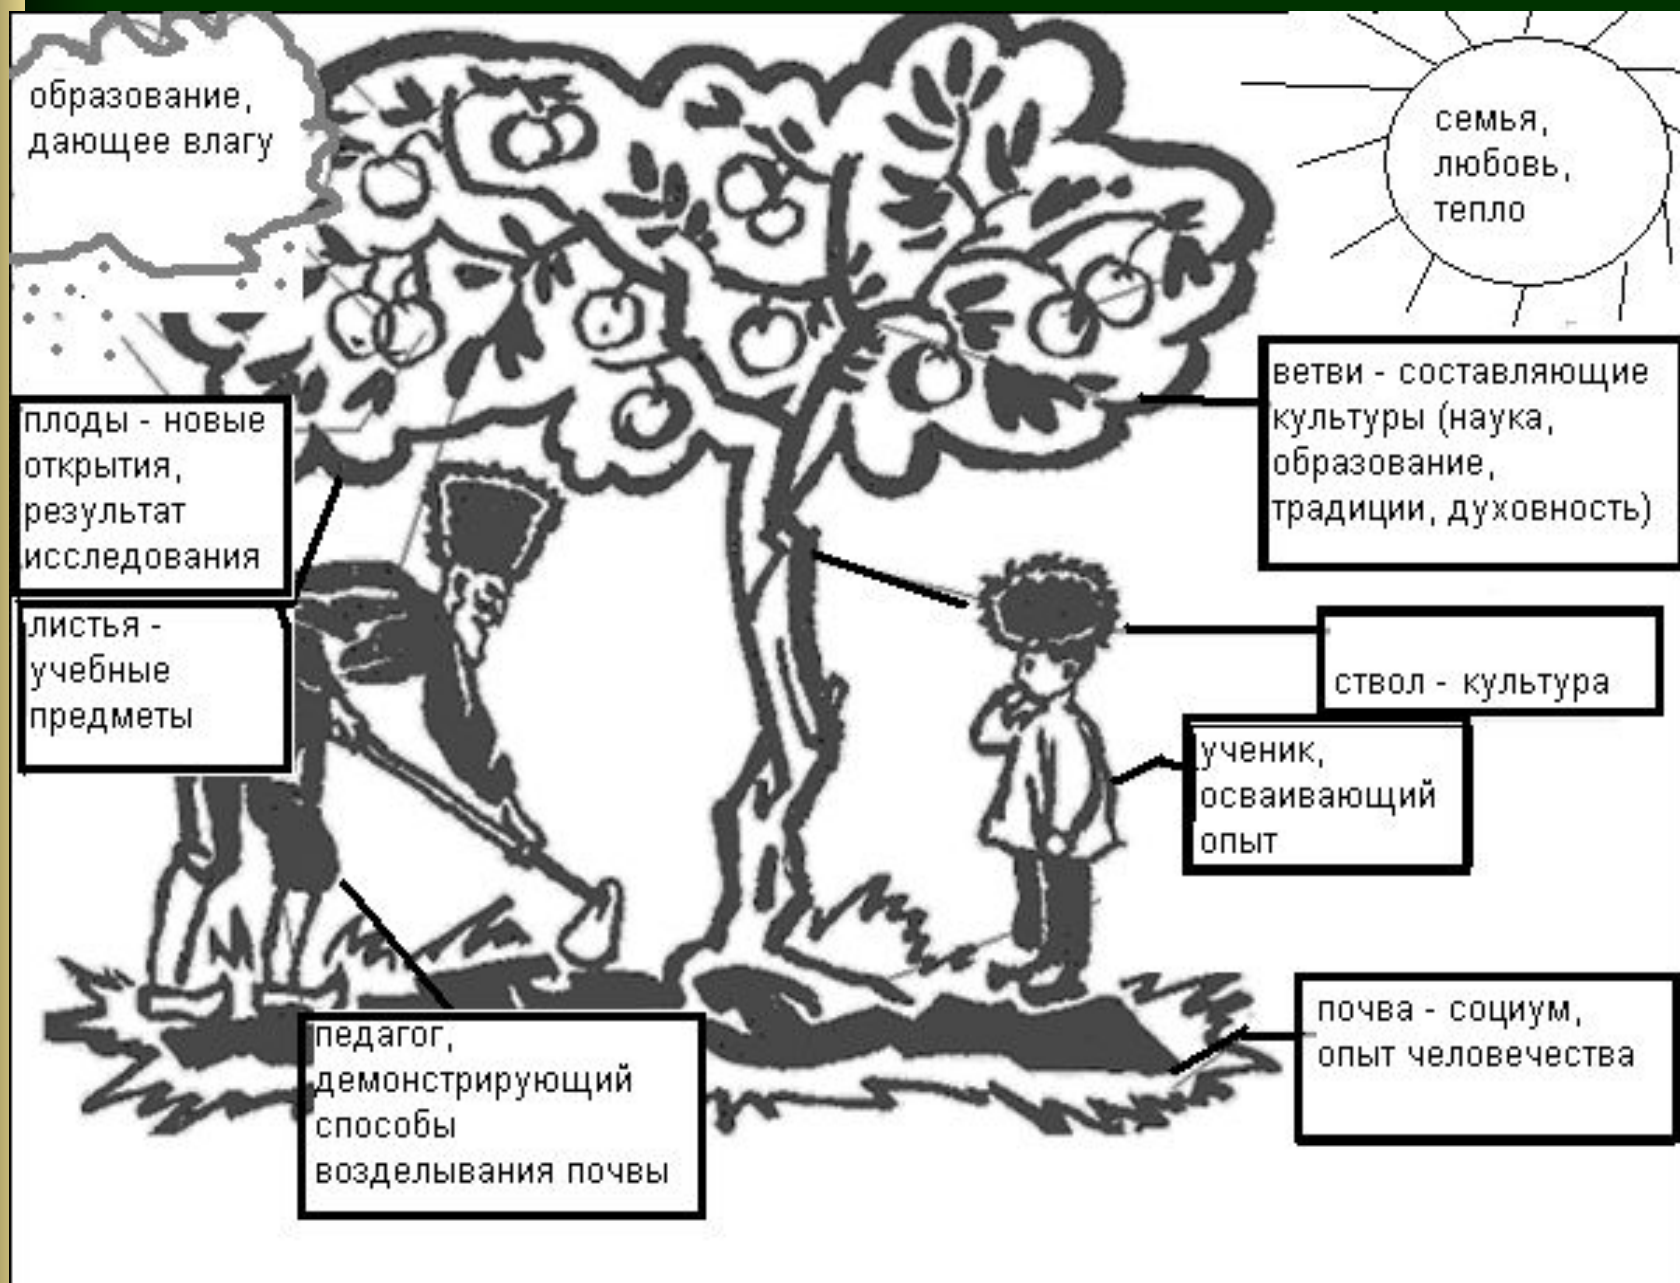 образование,
дающее влагу
семья,
любовь,
тепло
ветви - составляющие
культуры (наука,
образование,
традиции, духовность)
плоды - новые
открытия,
результат
исследования
листья -
учебные
предметы
ствол - культура
ученик,
осваивающий
опыт
почва - социум,
опыт человечества
педагог,
демонстрирующий
способы
возделывания почвы